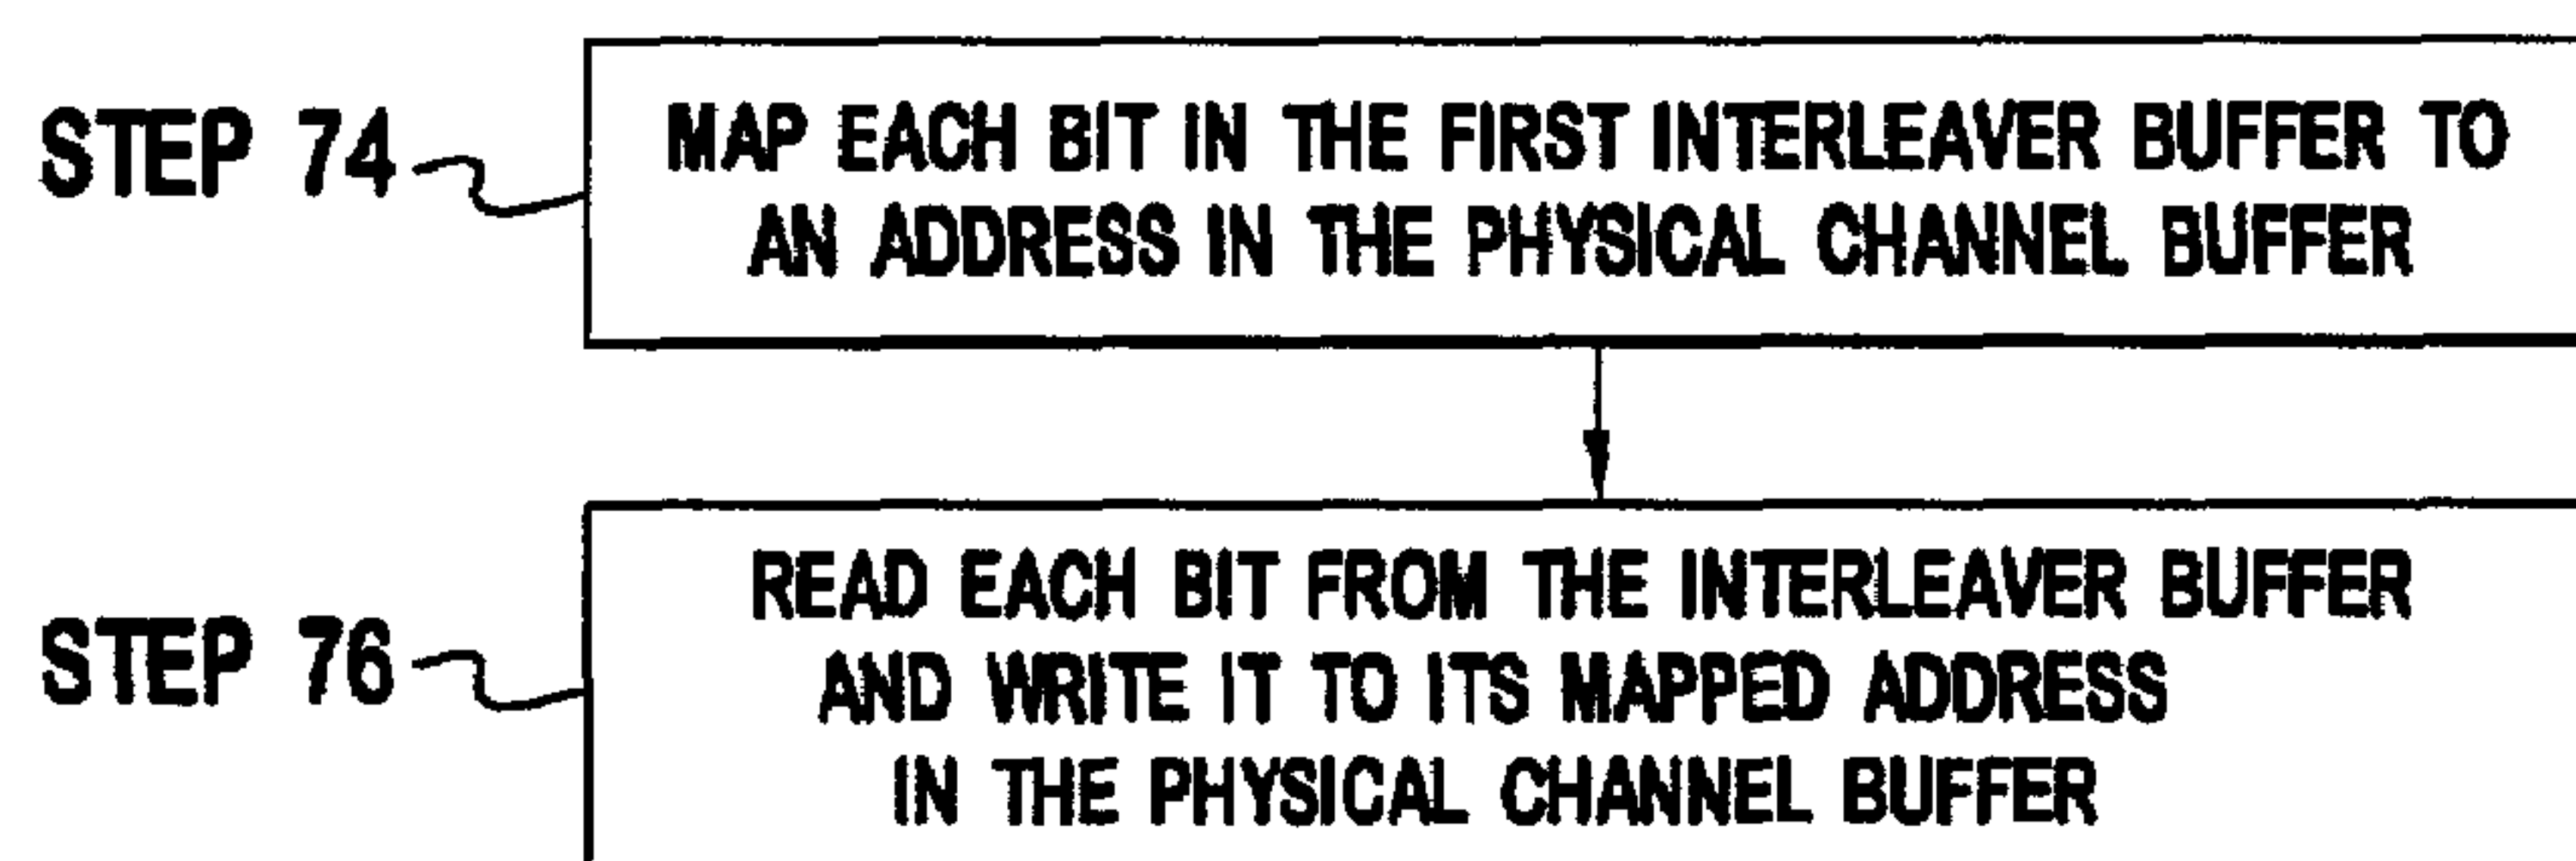 STEP 74
MAP EACH BIT IN THE FIRST INTERLEAVER BUFFER TO
AN ADDRESS IN THE PHYSICAL CHANNEL BUFFER
STEP 76
READ EACH BIT FROM THE INTERLEAVER BUFFER
AND WRITE IT TO ITS MAPPED ADDRESS
IN THE PHYSICAL CHANNEL BUFFER